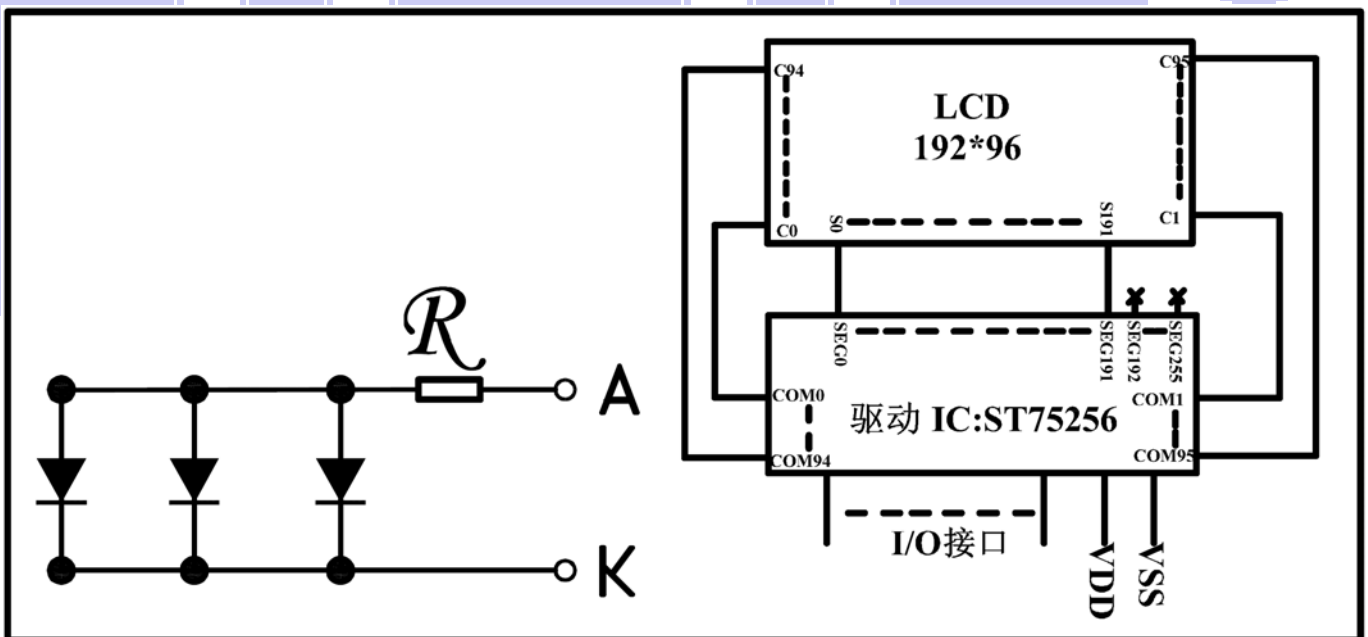 C94
C95
LCD
192*96
C0
S0
S191
C1
R
A
K
SEG0
SEG191
SEG192
SEG255
COM0
COM1
驱动 IC:ST75256
COM94
COM95
I/O接口
VDD
VSS